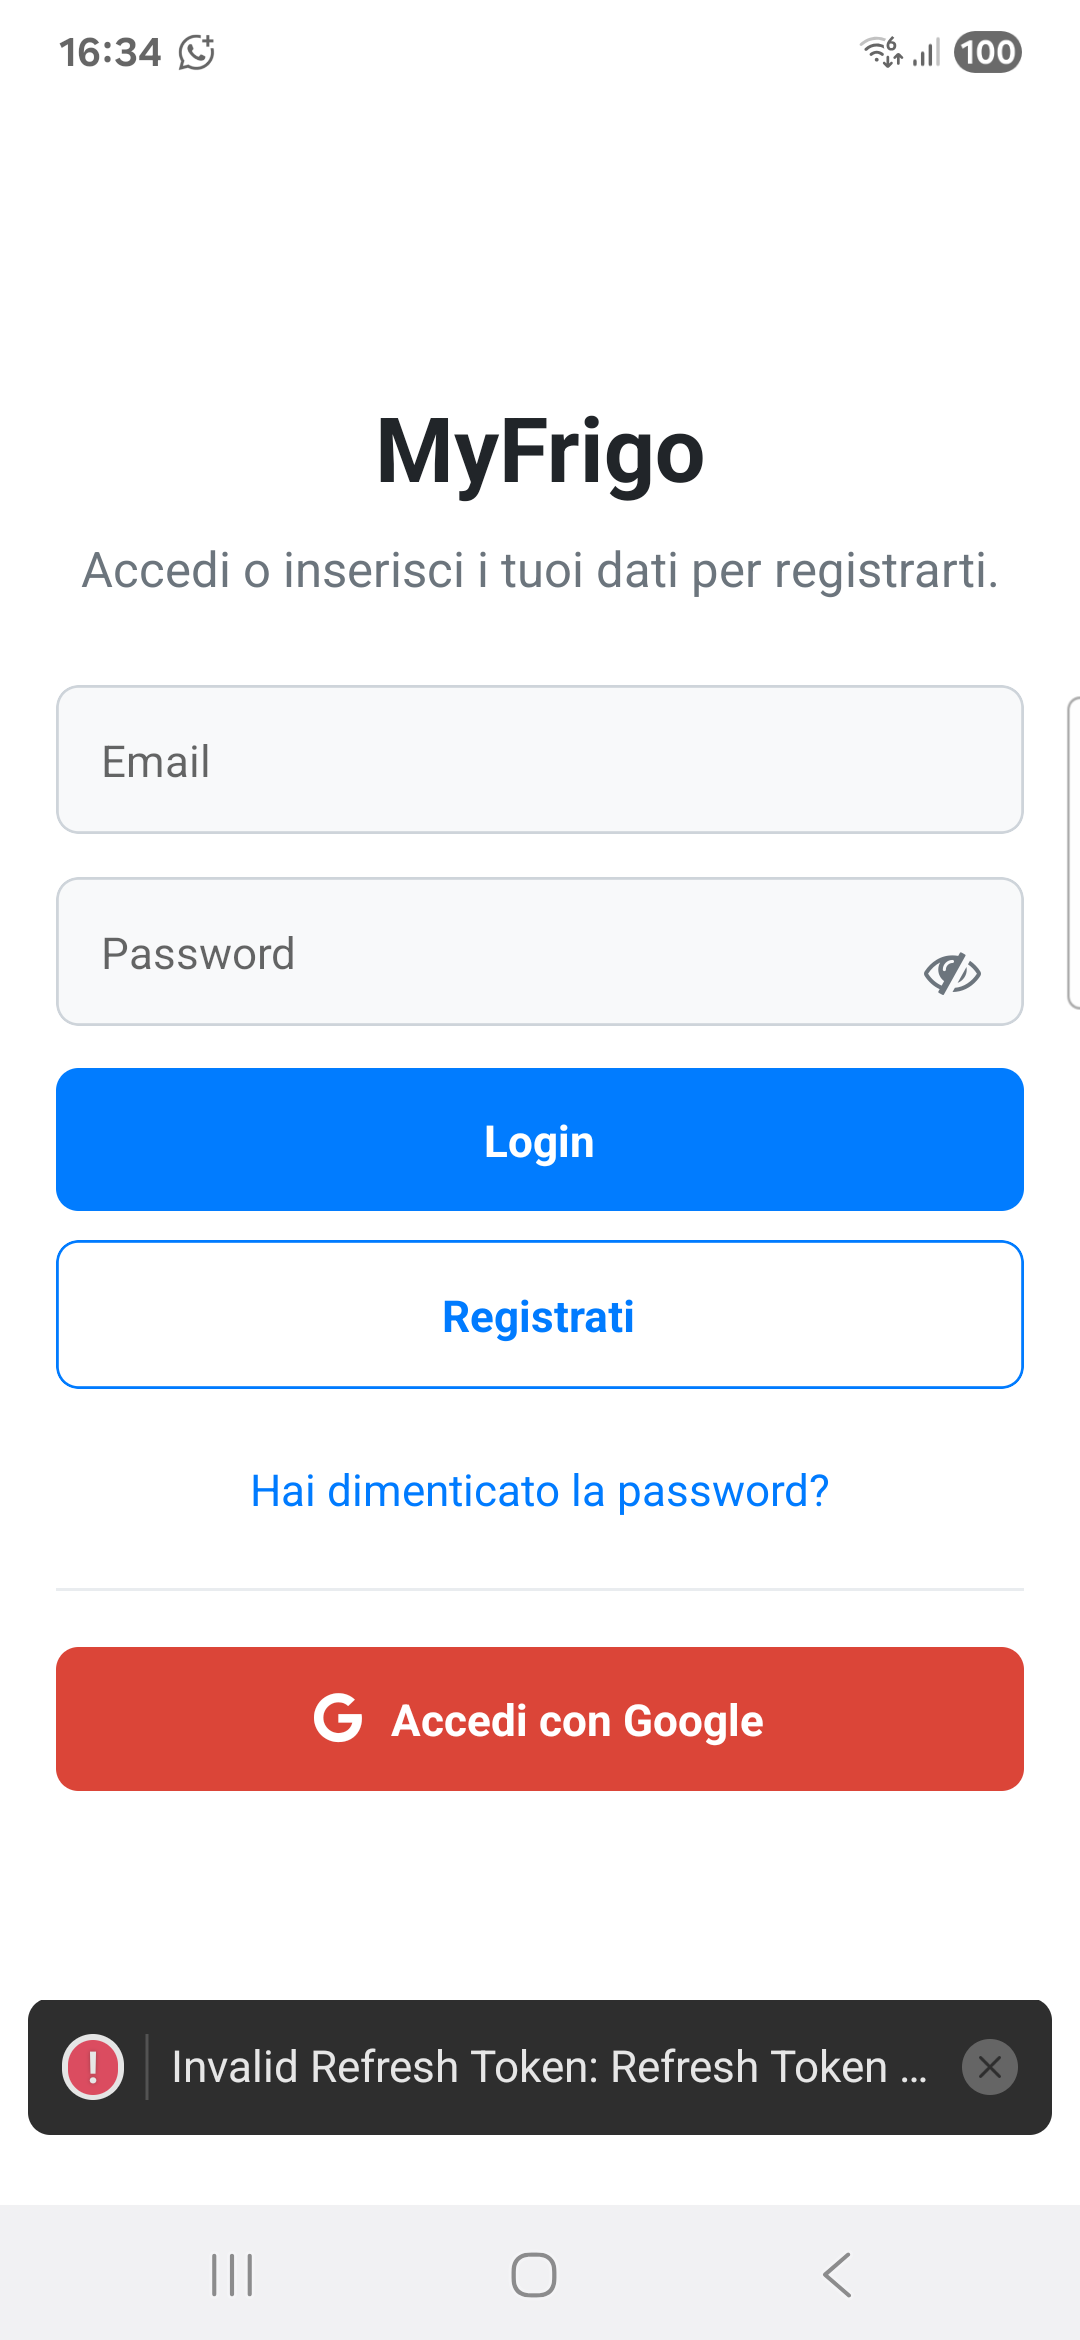 16:34
6
100
MyFrigo
Accedi o inserisci i tuoi dati per registrarti.
Email
Password
Login
Registrati
Hai dimenticato la password?
G Accedi con Google
! Invalid Refresh Token: Refresh Token ...